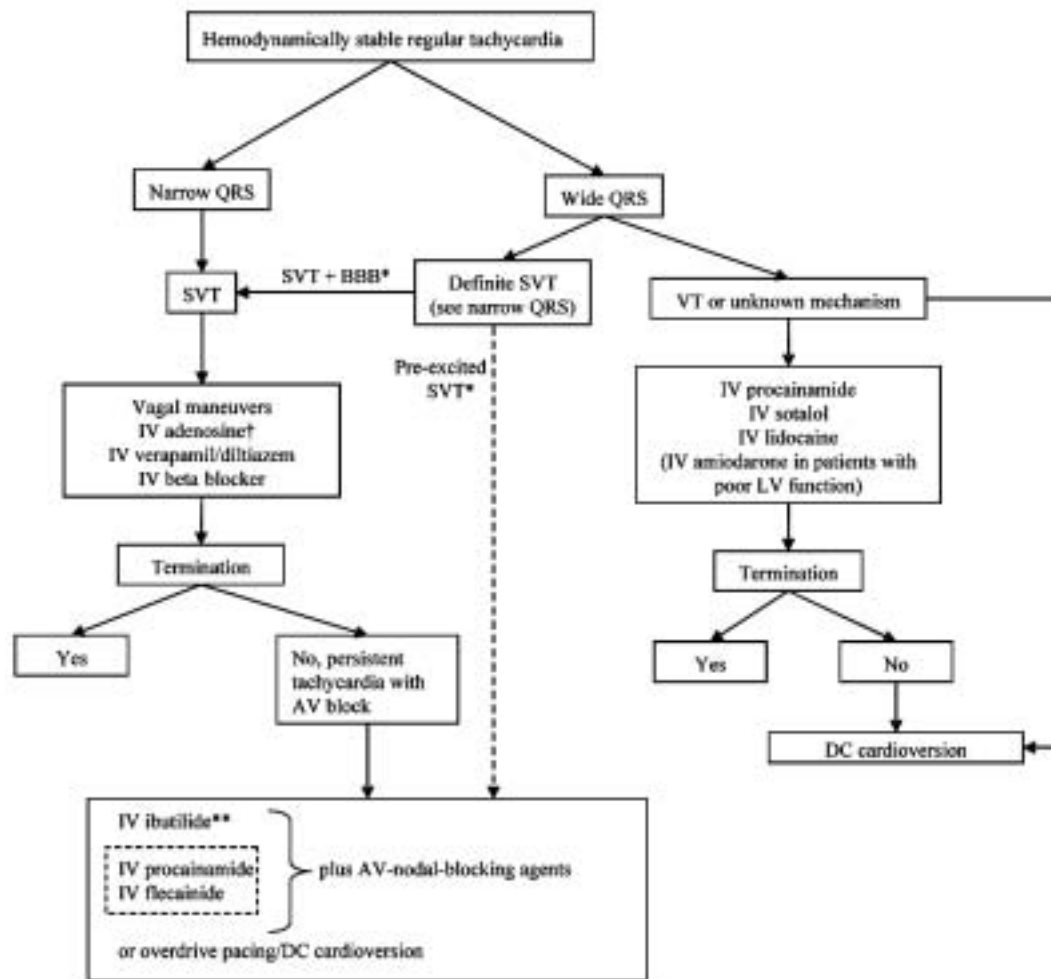 Hemodynamically stable regular tachycardia
Narrow QRS
Wide QRS
SVT
SVT + BBB*
Definite SVT
(see narrow QRS)
VT or unknown mechanism
Pre-excited
SVT*
Vagal maneuvers
IV adenosine†
IV verapamil/diltiazem
IV beta blocker
IV procainamide
IV sotalol
IV lidocaine
(IV amiodarone in patients with
poor LV function)
Termination
Termination
Yes
No, persistent
tachycardia with
AV block
Yes
No
DC cardioversion
IV ibutilide**
IV procainamide
IV flecainide
plus AV-nodal-blocking agents
or overdrive pacing/DC cardioversion